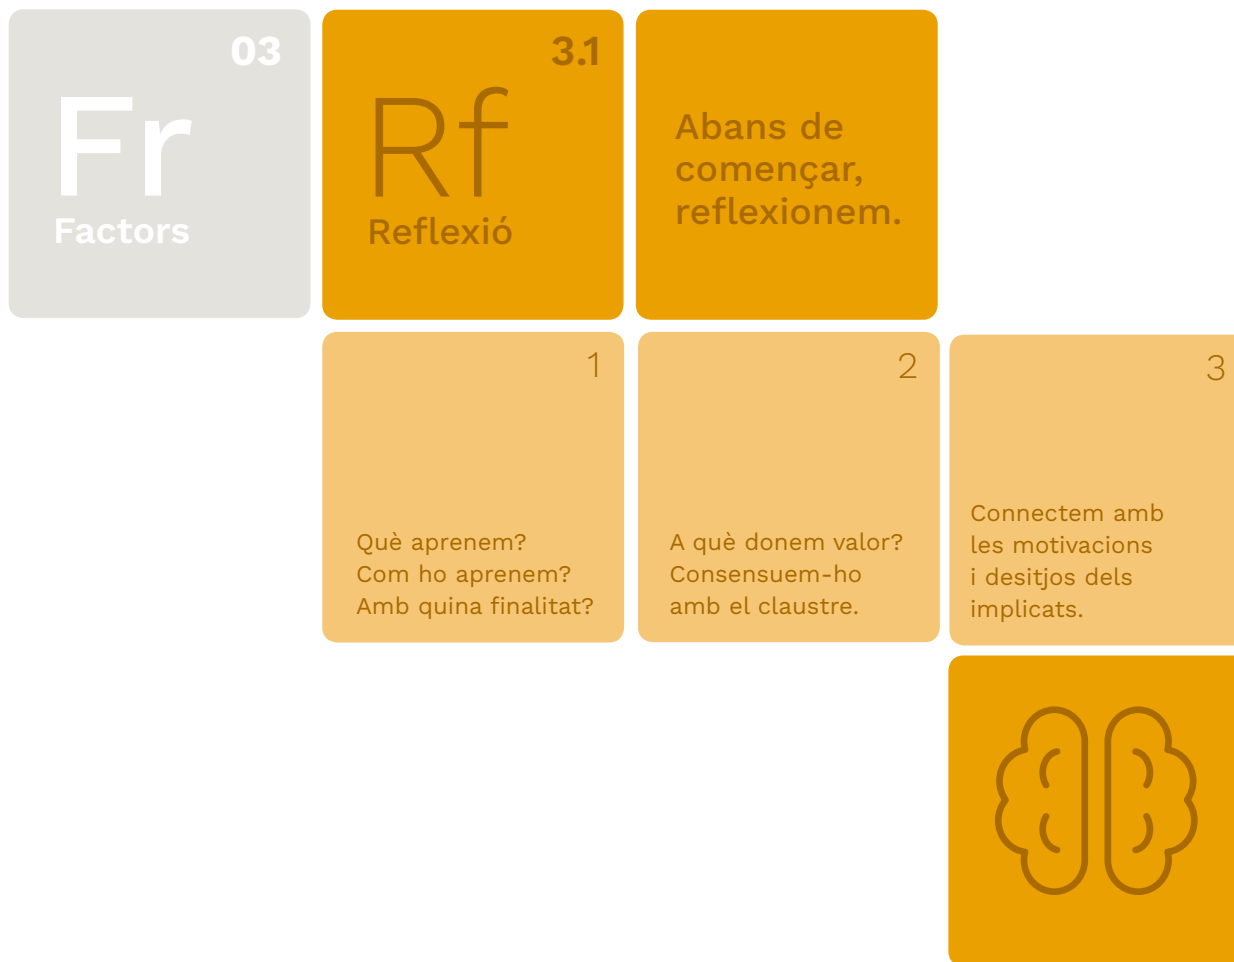 03
Fr
Factors
3.1
Rf
Reflexió
Abans de
començar,
reflexionem.
1
Què aprenem?
Com ho aprenem?
Amb quina finalitat?
2
A què donem valor?
Consensuem-ho
amb el claustre.
3
Connectem amb
les motivacions
i desitjos dels
implicats.